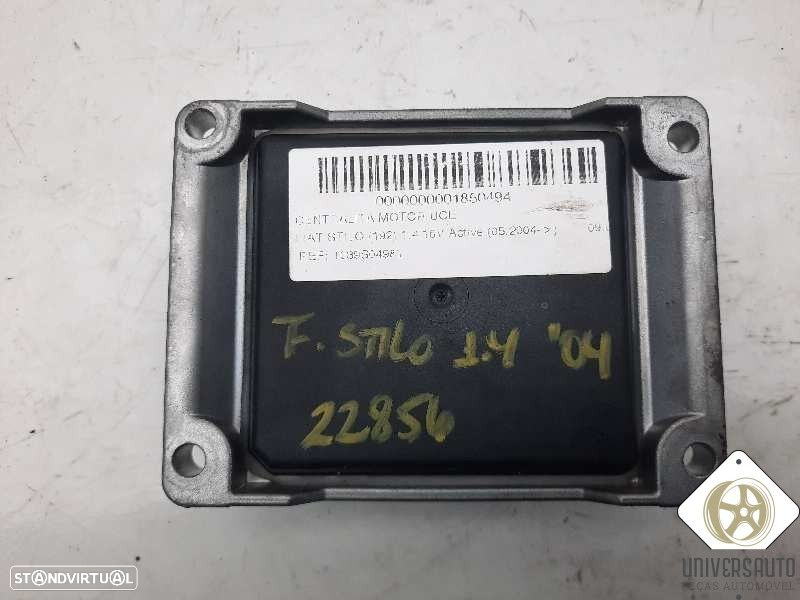 0000000001850494
CENTRALITA MOTOR UCE
FIAT STILO (192) 1.4 16V Active (05.2004->)
REF:
F. STILO 1.4 '04
22856
STANDVIRTUAL
UNIVERSAUTO
PEÇAS AUTOMÓVEL